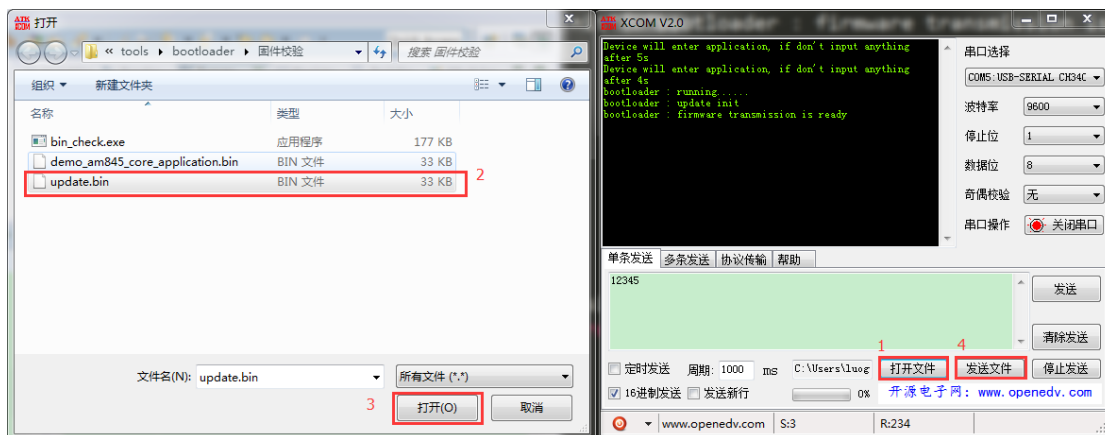 打开
« tools ▸ bootloader ▸ 固件校验
搜索 固件校验
组织 新建文件夹
名称 类型 大小
bin_check.exe 应用程序 177 KB
demo_am845_core_application.bin BIN 文件 33 KB
update.bin BIN 文件 33 KB
2
文件名(N): update.bin 所有文件 (*.*)
3 打开(O) 取消
ATK XCOM V2.0
bootloader : firmware
Device will enter application, if don't input anything
after 5s
Device will enter application, if don't input anything
after 4s
bootloader : running......
bootloader : update init
bootloader : firmware transmission is ready
串口选择
COM5:USB-SERIAL CH34C
波特率 9600
停止位 1
数据位 8
奇偶校验 无
串口操作 关闭串口
单条发送 多条发送 协议传输 帮助
12345
发送
清除发送
1 4
定时发送 周期: 1000 ms C:\Users\luog 打开文件 发送文件 停止发送
16进制发送 发送新行 0% 开源电子网：www.openedv.com
www.openedv.com S:3 R:234